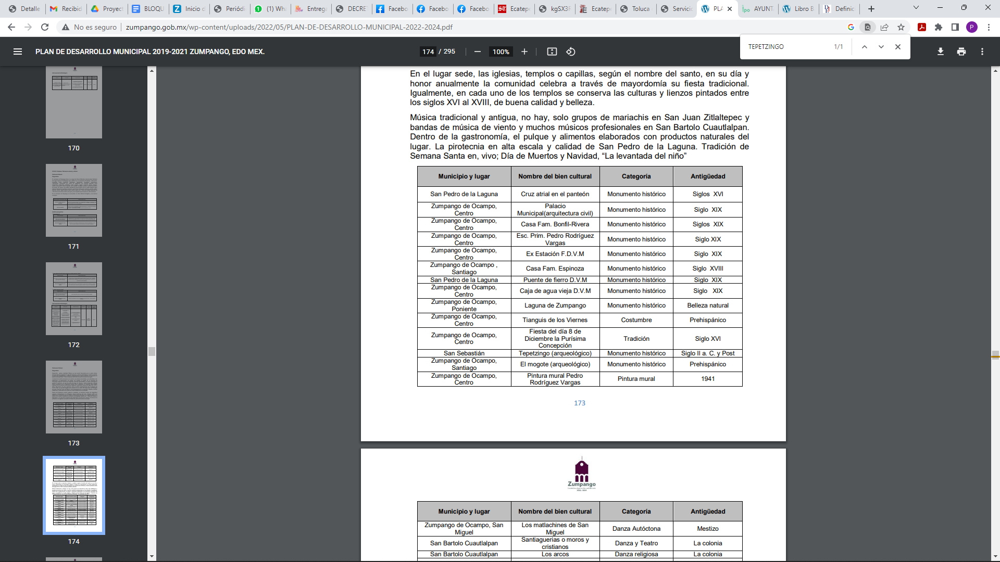 Detalle
Recibid
Proyect
BLOQU
Inicio d
Periódi
(1) Wha
Entrega
DECRET
Facebo
Facebo
Facebo
Ecatepe
kgSX3F
Ecatepe
Toluca
Servicio
PLA
AYUNT
Libro B
Definic
No es seguro
zumpango.gob.mx/wp-content/uploads/2022/05/PLAN-DE-DESARROLLO-MUNICIPAL-2022-2024.pdf
P
TEPETZINGO 1/1
PLAN DE DESARROLLO MUNICIPAL 2019-2021 ZUMPANGO, EDO MEX.
174 / 295
100%
170
171
172
173
174
En el lugar sede, las iglesias, templos o capillas, según el nombre del santo, en su día y
honor anualmente la comunidad celebra a través de mayordomía su fiesta tradicional.
Igualmente, en cada uno de los templos se conserva las culturas y lienzos pintados entre
los siglos XVI al XVIII, de buena calidad y belleza.
Música tradicional y antigua, no hay, solo grupos de mariachis en San Juan Zitlaltepec y
bandas de música de viento y muchos músicos profesionales en San Bartolo Cuautlalpan.
Dentro de la gastronomía, el pulque y alimentos elaborados con productos naturales del
lugar. La pirotecnia en alta escala y calidad de San Pedro de la Laguna. Tradición de
Semana Santa en, vivo; Día de Muertos y Navidad, “La levantada del niño”
Municipio y lugar Nombre del bien cultural Categoría Antigüedad
San Pedro de la Laguna Cruz atrial en el panteón Monumento histórico Siglos XVI
Zumpango de Ocampo, Centro Palacio Municipal(arquitectura civil) Monumento histórico Siglo XIX
Zumpango de Ocampo, Centro Casa Fam. Bonfil-Rivera Monumento histórico Siglos XIX
Zumpango de Ocampo, Centro Esc. Prim. Pedro Rodríguez Vargas Monumento histórico Siglo XIX
Zumpango de Ocampo, Centro Ex Estación F.D.V.M Monumento histórico Siglo XIX
Zumpango de Ocampo , Santiago Casa Fam. Espinoza Monumento histórico Siglo XVIII
San Pedro de la Laguna Puente de fierro D.V.M Monumento histórico Siglo XIX
Zumpango de Ocampo, Centro Caja de agua vieja D.V.M Monumento histórico Siglo XIX
Zumpango de Ocampo, Poniente Laguna de Zumpango Monumento histórico Belleza natural
Zumpango de Ocampo, Centro Tianguis de los Viernes Costumbre Prehispánico
Zumpango de Ocampo, Centro Fiesta del día 8 de Diciembre la Purísima Concepción Tradición Siglo XVI
San Sebastián Tepetzingo (arqueológico) Monumento histórico Siglo II a. C. y Post
Zumpango de Ocampo, Santiago El mogote (arqueológico) Monumento histórico Prehispánico
Zumpango de Ocampo, Centro Pintura mural Pedro Rodríguez Vargas Pintura mural 1941
173
Zumpango
Municipio y lugar Nombre del bien cultural Categoría Antigüedad
Zumpango de Ocampo, San Miguel Los matlachines de San Miguel Danza Autóctona Mestizo
San Bartolo Cuautlalpan Santiaguerias o moros y cristianos Danza y Teatro La colonia
San Bartolo Cuautlalpan Los arcos Danza religiosa La colonia